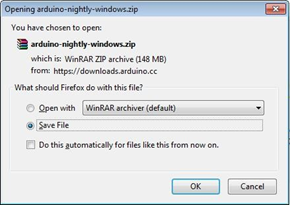 Opening arduino-nightly-windows.zip
You have chosen to open:
arduino-nightly-windows.zip
which is: WinRAR ZIP archive (148 MB)
from: https://downloads.arduino.cc
What should Firefox do with this file?
Open with WinRAR archiver (default)
Save File
Do this automatically for files like this from now on.
OK Cancel